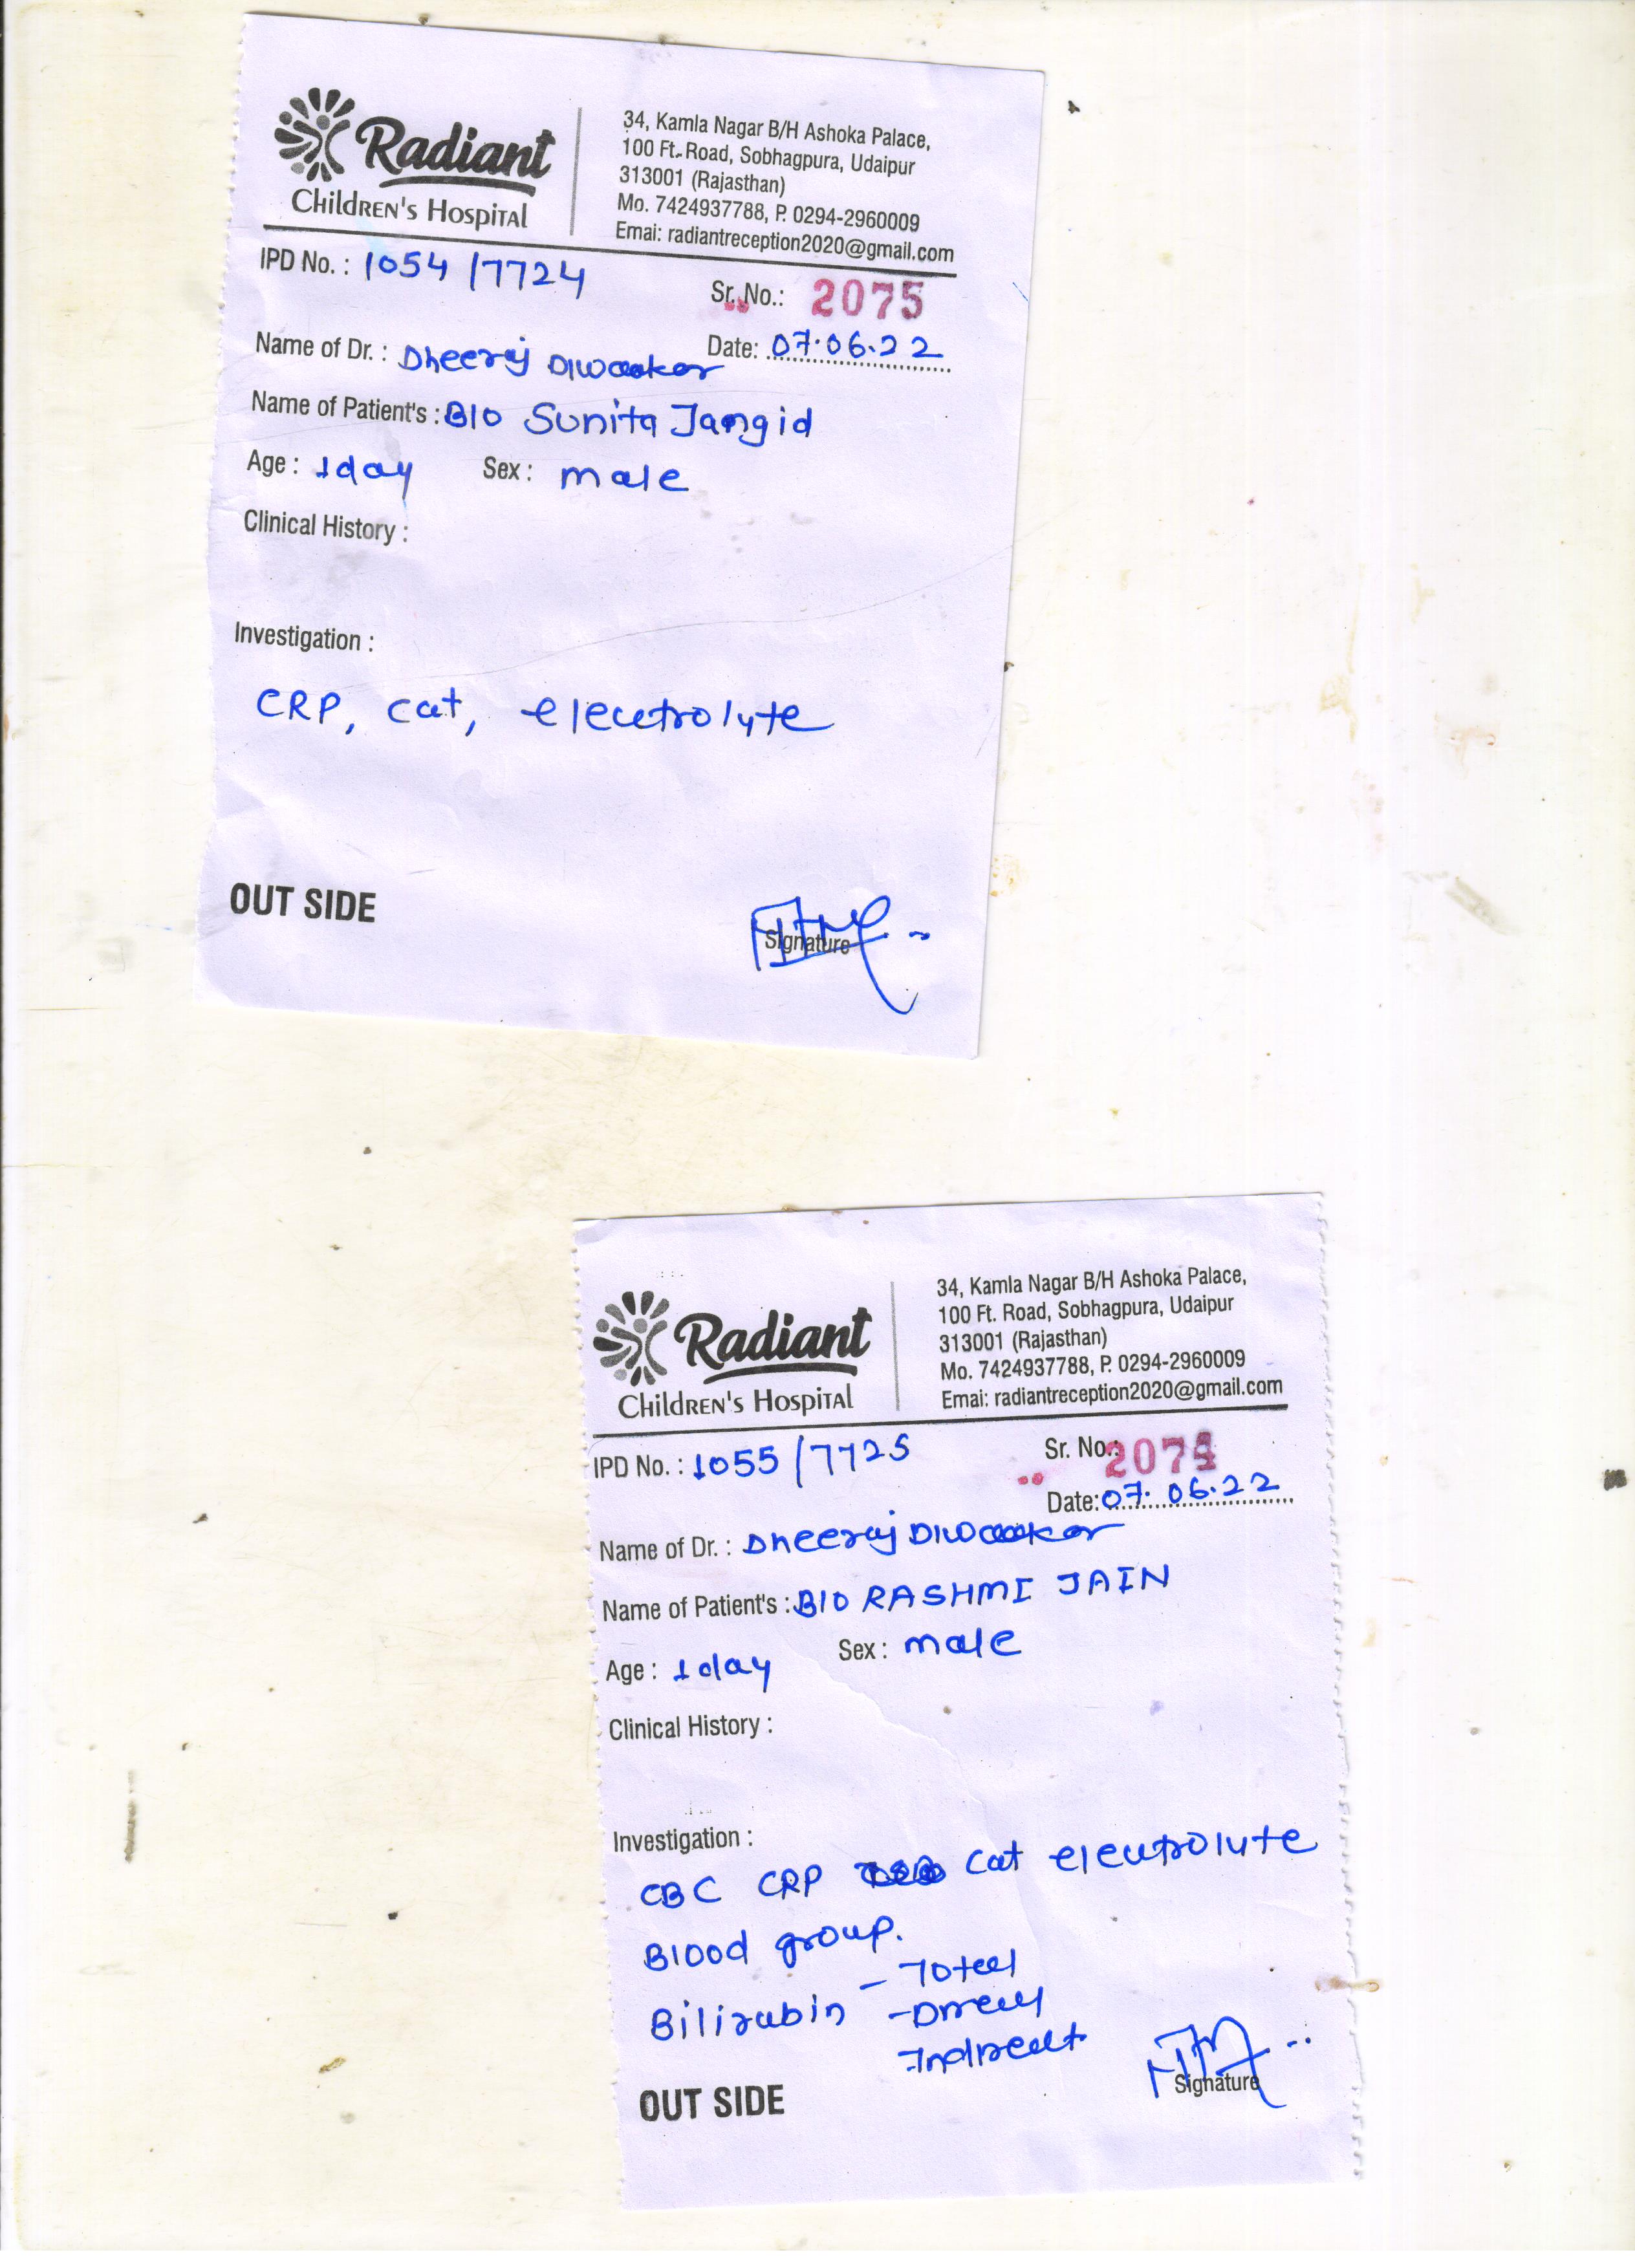 Radiant
Children's Hospital
34, Kamla Nagar B/H Ashoka Palace,
100 Ft. Road, Sobhagpura, Udaipur
313001 (Rajasthan)
Mo. 7424937788, P. 0294-2960009
Emai: radiantreception2020@gmail.com
IPD No. : 1054/7724
Sr. No.: 2075
Date: 07.06.22
Name of Dr. : Dheeraj Diwaakar
Name of Patient's : B/O Sunita Jangid
Age : 1day Sex : male
Clinical History :
Investigation :
CRP, cat, electrolyte
OUT SIDE
Signature
Radiant
Children's Hospital
34, Kamla Nagar B/H Ashoka Palace,
100 Ft. Road, Sobhagpura, Udaipur
313001 (Rajasthan)
Mo. 7424937788, P. 0294-2960009
Emai: radiantreception2020@gmail.com
IPD No. : 1055/7725
Sr. No.:
Date: 07.06.22
Name of Dr. : Dheeraj Diwaakar
Name of Patient's : B/O RASHMI JAIN
Age : 1day Sex : male
Clinical History :
Investigation :
CBC CRP cat electrolyte
Blood group.
Bilirubin - Total
- Direct
Indirect
OUT SIDE
Signature